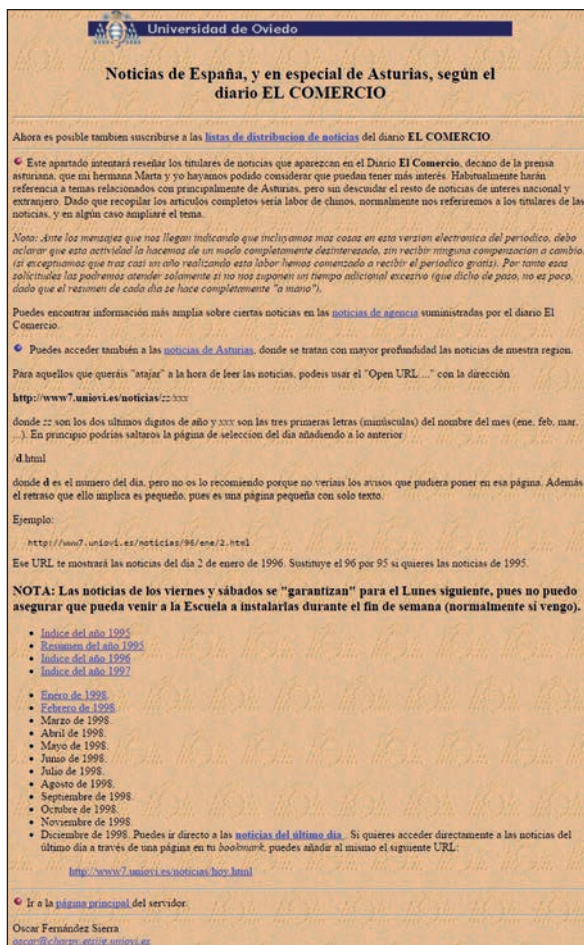 Universidad de Oviedo
Noticias de España, y en especial de Asturias, según el
diario EL COMERCIO
Ahora es posible tambien suscribirse a las listas de distribucion de noticias del diario EL COMERCIO.
Este apartado intentará reseñar los titulares de noticias que aparezcan en el Diario El Comercio, decano de la prensa
asturiana, que mi hermana Marta y yo hayamos podido considerar que puedan tener más interés. Habitualmente harán
referencia a temas relacionados con principalmente de Asturias, pero sin descuidar el resto de noticias de interes nacional y
extranjero. Dado que recopilar los articulos completos sería labor de chinos, normalmente nos referiremos a los titulares de las
noticias, y en algún caso ampliaré el tema.
Nota: Ante los mensajes que nos llegan indicando que incluyamos mas cosas en esta version electronica del periodico, debo
aclarar que esta actividad la hacemos de un modo completamente desinteresado, sin recibir ninguna compensacion a cambio.
(si exceptuamos que tras casi un año realizando esta labor hemos comenzado a recibir el periodico gratis). Por tanto esas
solicitudes las podremos atender solamente si no nos suponen un tiempo adicional excesivo (que dicho de paso, no es poco,
dado que el resumen de cada dia se hace completamente "a mano").
Puedes encontrar información más amplia sobre ciertas noticias en las noticias de agencia suministradas por el diario El
Comercio.
Puedes acceder también a las noticias de Asturias, donde se tratan con mayor profundidad las noticias de nuestra region.
Para aquellos que queráis "atajar" a la hora de leer las noticias, podeis usar el "Open URL..." con la dirección
http://www7.uniovi.es/noticias/zz/xxx
donde zz son los dos ultimos digitos de año y xxx son las tres primeras letras (minúsculas) del nombre del mes (ene, feb, mar,
...). En principio podrias saltaros la página de seleccion del dia añadiendo a lo anterior
/d.html
donde d es el numero del dia, pero no os lo recomiendo porque no veriais los avisos que pudiera poner en esa página. Además
el retraso que ello implica es pequeño, pues es una página pequeña con solo texto.
Ejemplo:
http://www7.uniovi.es/noticias/96/ene/2.html
Ese URL te mostrará las noticias del dia 2 de enero de 1996. Sustituye el 96 por 95 si quieres las noticias de 1995.
NOTA: Las noticias de los viernes y sábados se "garantizan" para el Lunes siguiente, pues no puedo
asegurar que pueda venir a la Escuela a instalarlas durante el fin de semana (normalmente sí vengo).
Indice del año 1995
Resumen del año 1995
Indice del año 1996
Indice del año 1997
Enero de 1998.
Febrero de 1998.
Marzo de 1998.
Abril de 1998.
Mayo de 1998.
Junio de 1998.
Julio de 1998.
Agosto de 1998.
Septiembre de 1998.
Octubre de 1998.
Noviembre de 1998.
Diciembre de 1998. Puedes ir directo a las noticias del último dia . Si quieres acceder directamente a las noticias del
último dia a través de una página en tu bookmark, puedes añadir al mismo el siguiente URL:
http://www7.uniovi.es/noticias/hoy.html
Ir a la página principal del servidor.
Oscar Fernández Sierra
oscar@charpy.etsiig.uniovi.es